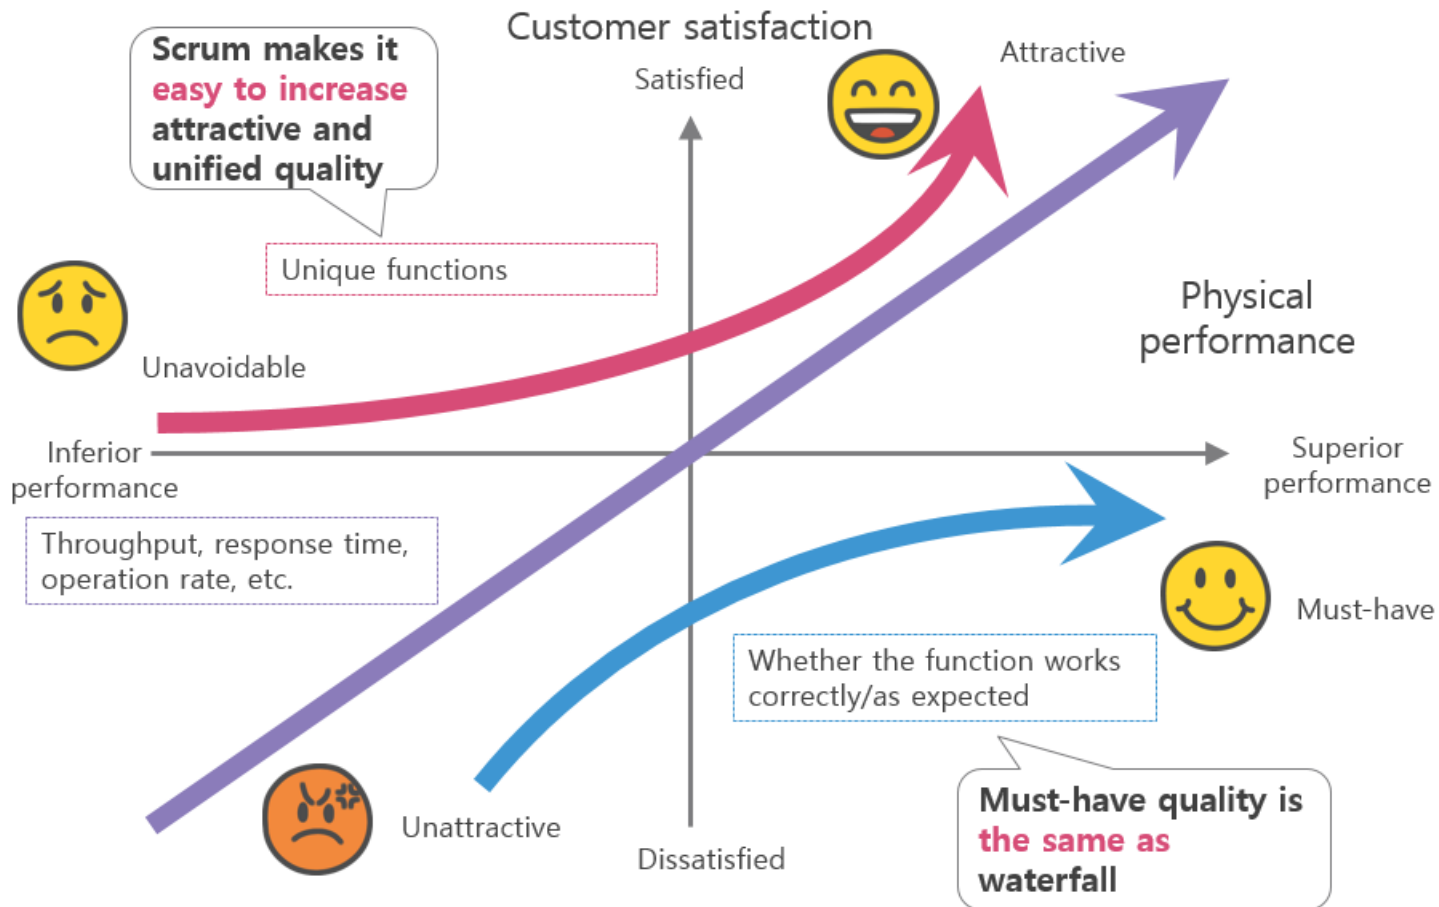 Customer satisfaction
Scrum makes it
easy to increase
attractive and
unified quality
Satisfied
Attractive
Unique functions
Physical
performance
Unavoidable
Inferior
performance
Superior
performance
Throughput, response time,
operation rate, etc.
Must-have
Whether the function works
correctly/as expected
Unattractive
Dissatisfied
Must-have quality is
the same as
waterfall